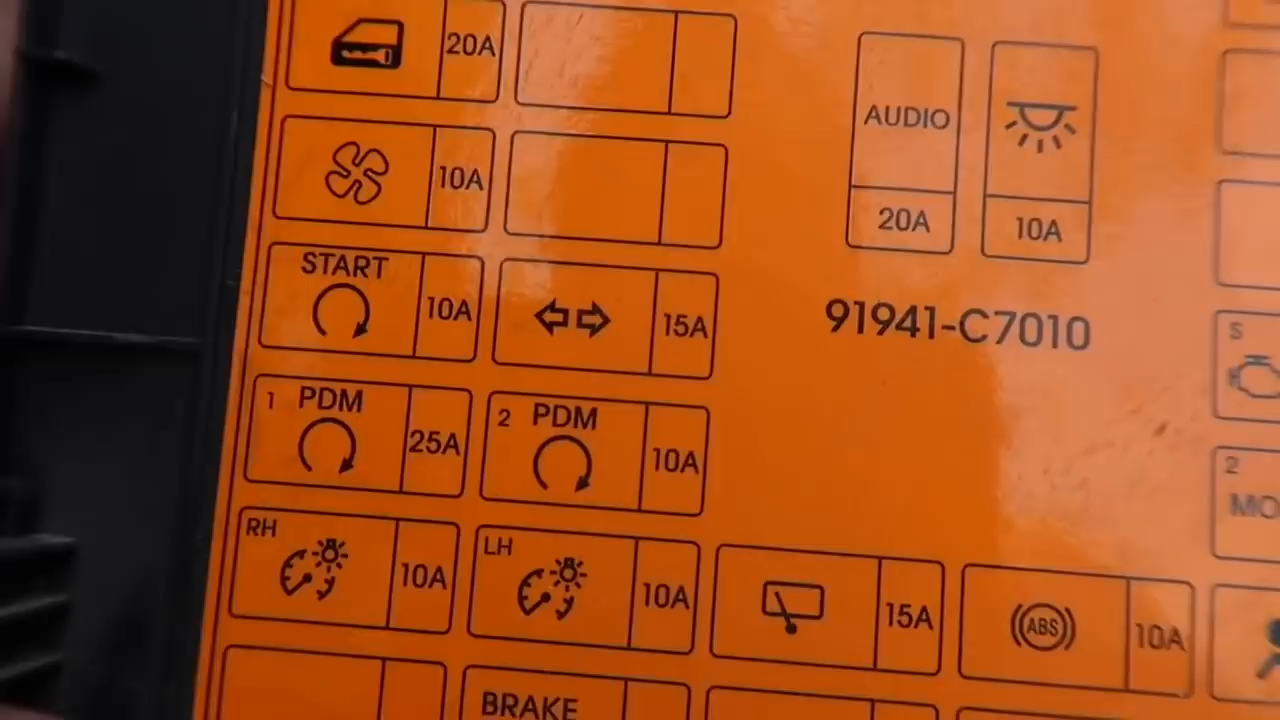 20A
AUDIO
20A
10A
10A
START
10A
15A
91941-C7010
S
1 PDM
25A
2 PDM
10A
2
RH
10A
LH
10A
15A
ABS
10A
BRAKE